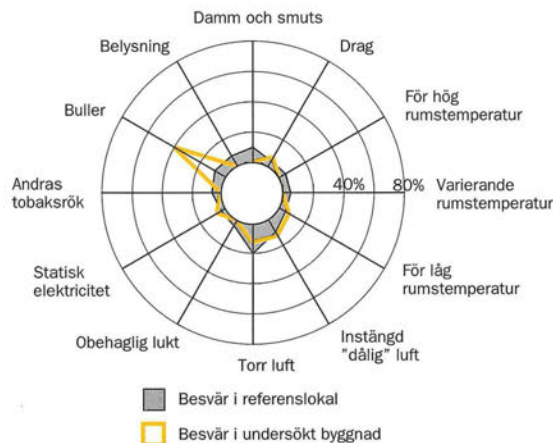 Damm och smuts
Belysning
Drag
Buller
För hög
rumstemperatur
Andras
tobaksrök
40% 80%
Varierande
rumstemperatur
Statisk
elektricitet
För låg
rumstemperatur
Obehaglig lukt
Instängd
"dålig" luft
Torr luft
Besvär i referenslokal
Besvär i undersökt byggnad